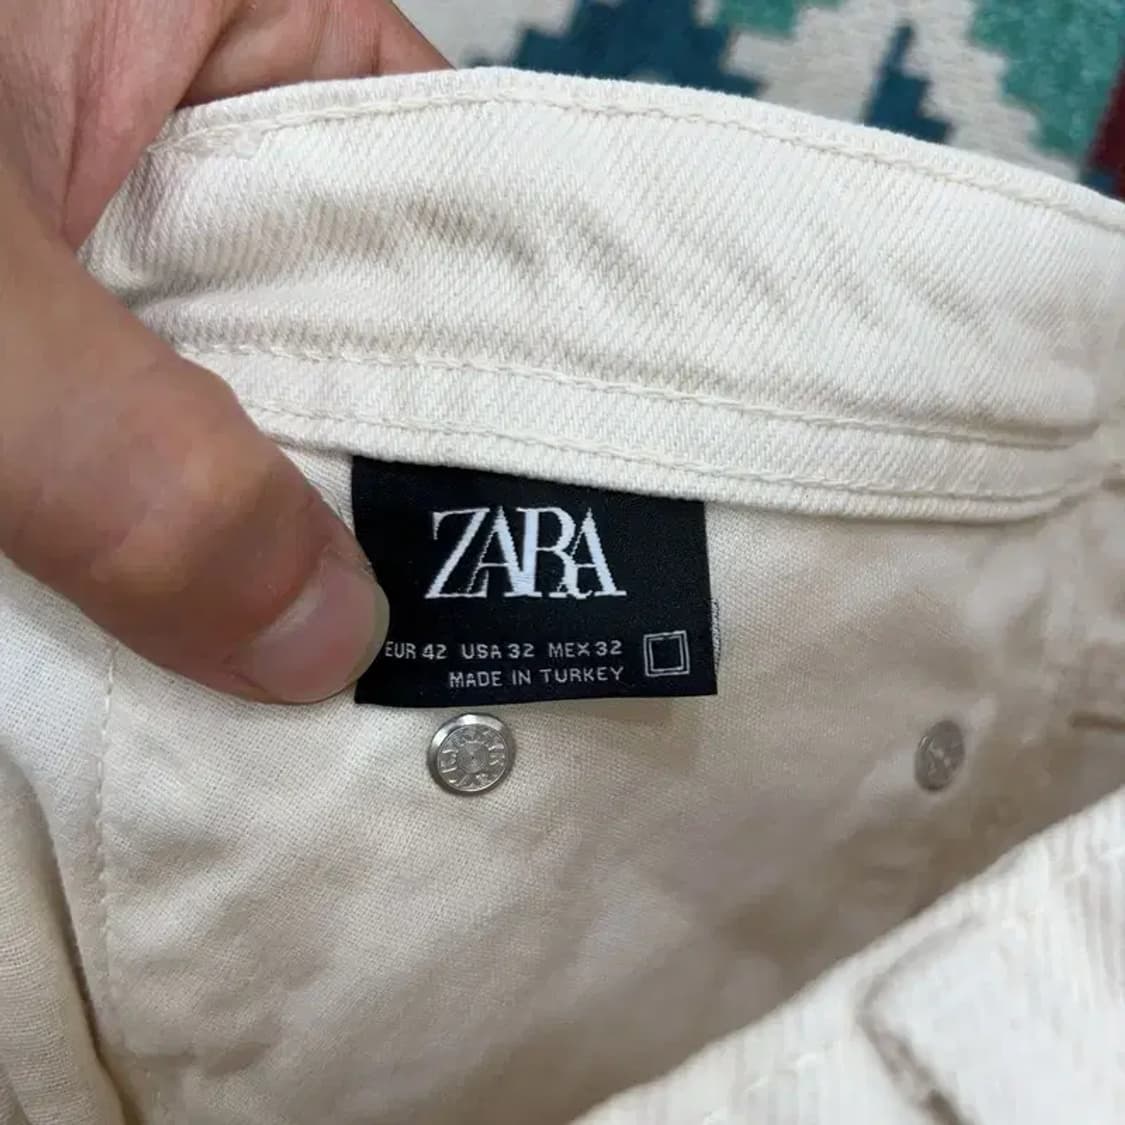 ZARA
EUR 42 USA 32 MEX 32
MADE IN TURKEY